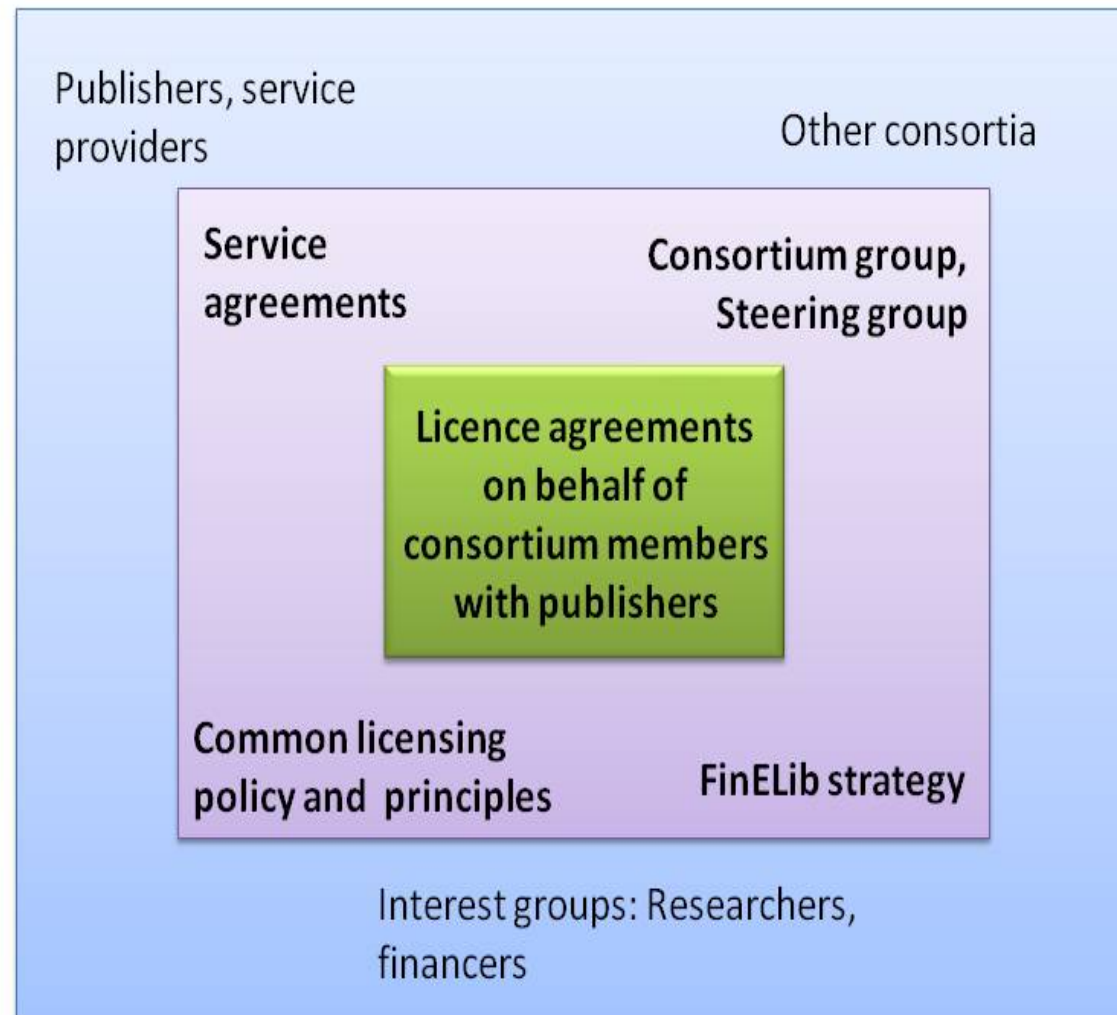 Publishers, service
providers
Other consortia
Service
agreements
Consortium group,
Steering group
Licence agreements
on behalf of
consortium members
with publishers
Common licensing
policy and principles
FinELib strategy
Interest groups: Researchers,
financers